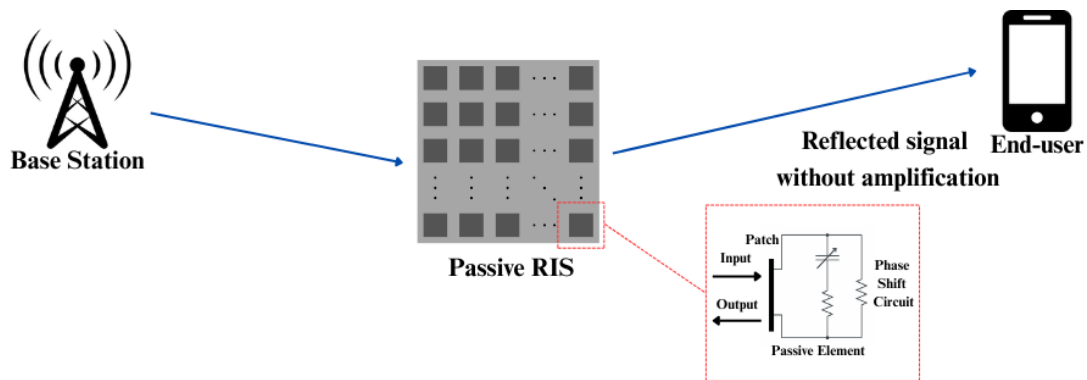 Base Station
Passive RIS
Reflected signal
without amplification
End-user
Patch
Input
Output
Phase
Shift
Circuit
Passive Element